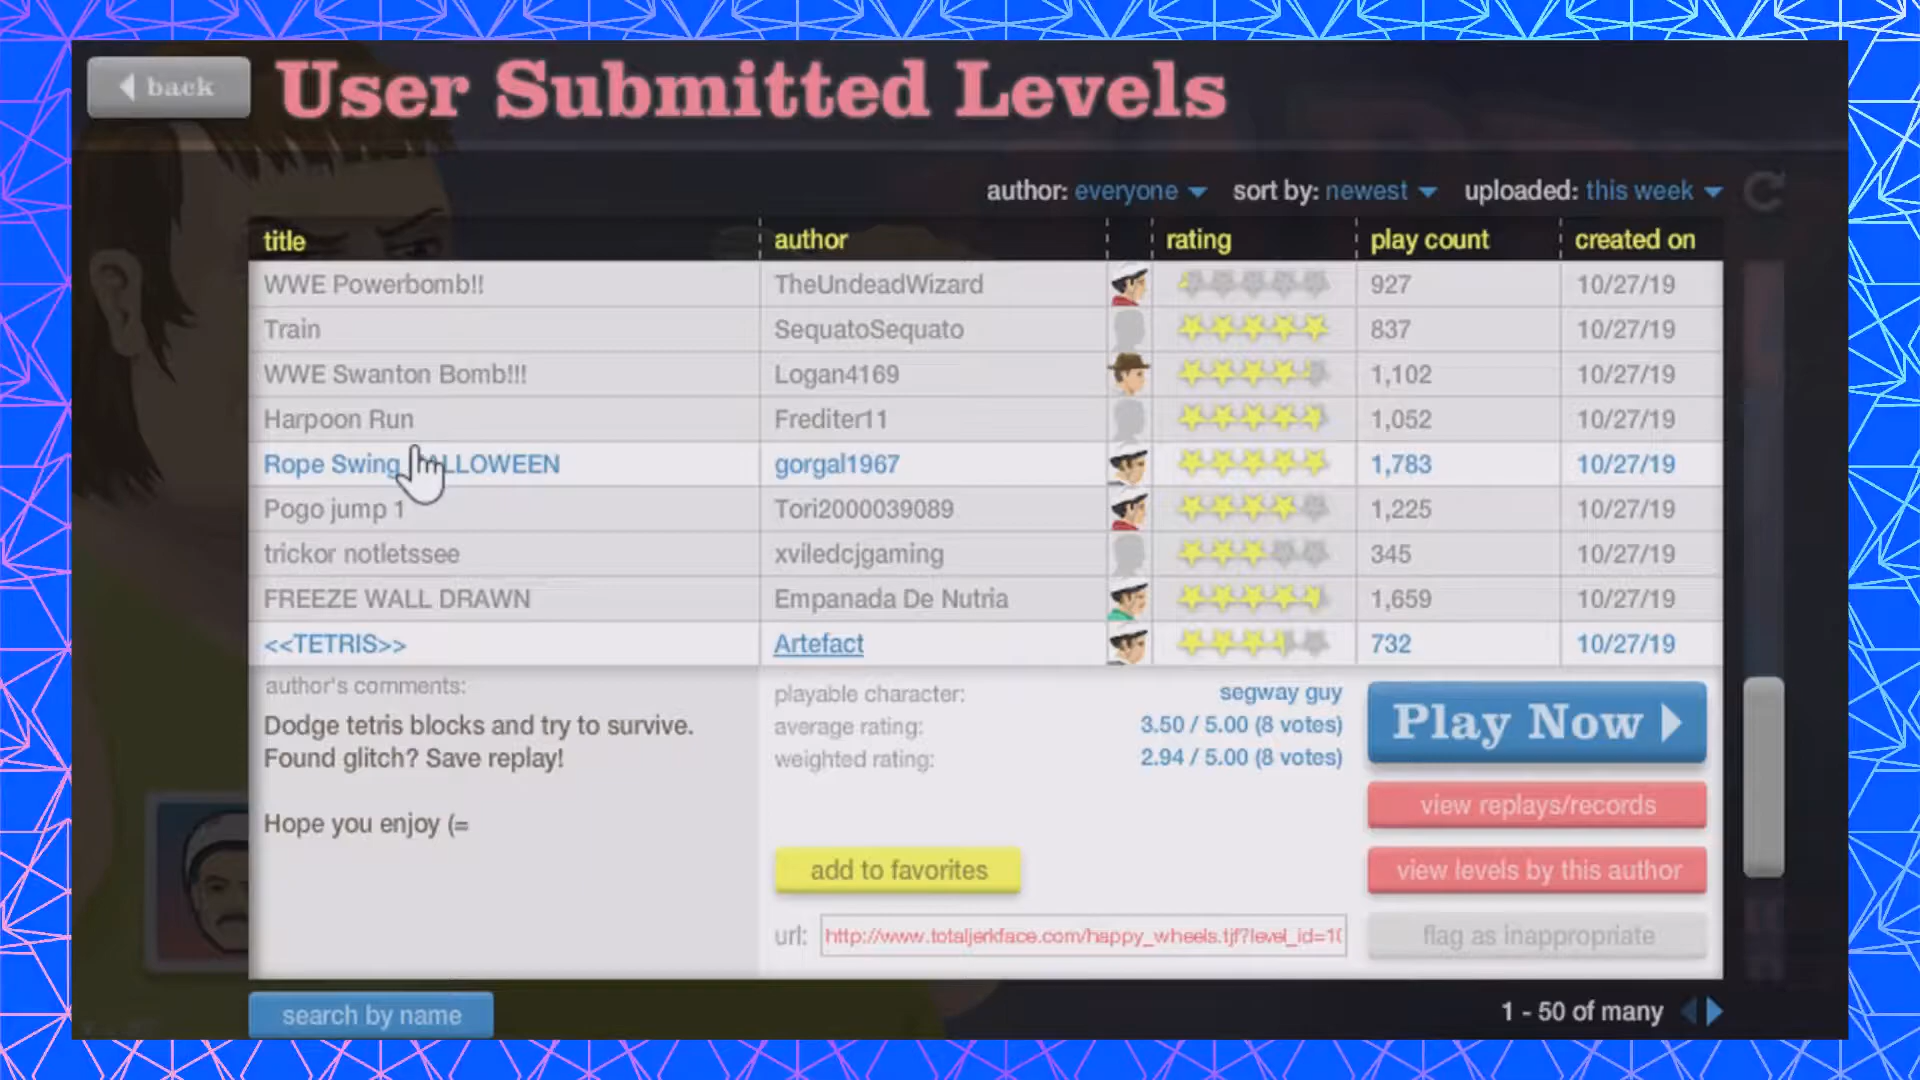 back
User Submitted Levels
author: everyone sort by: newest uploaded: this week
title author rating play count created on
WWE Powerbomb!! TheUndeadWizard 927 10/27/19
Train SequatoSequato 837 10/27/19
WWE Swanton Bomb!!! Logan4169 1,102 10/27/19
Harpoon Run Frediter11 1,052 10/27/19
Rope Swing LLOWEEN gorgal1967 1,783 10/27/19
Pogo jump 1 Tori2000039089 1,225 10/27/19
trickor notletssee xviledcjgaming 345 10/27/19
FREEZE WALL DRAWN Empanada De Nutria 1,659 10/27/19
<<TETRIS>> Artefact 732 10/27/19
author's comments:
Dodge tetris blocks and try to survive.
Found glitch? Save replay!
Hope you enjoy (=
playable character: segway guy
average rating: 3.50 / 5.00 (8 votes)
weighted rating: 2.94 / 5.00 (8 votes)
add to favorites
url: http://www.totaljerkface.com/happy_wheels.tjf?level_id=1(
Play Now
view replays/records
view levels by this author
flag as inappropriate
search by name
1 - 50 of many